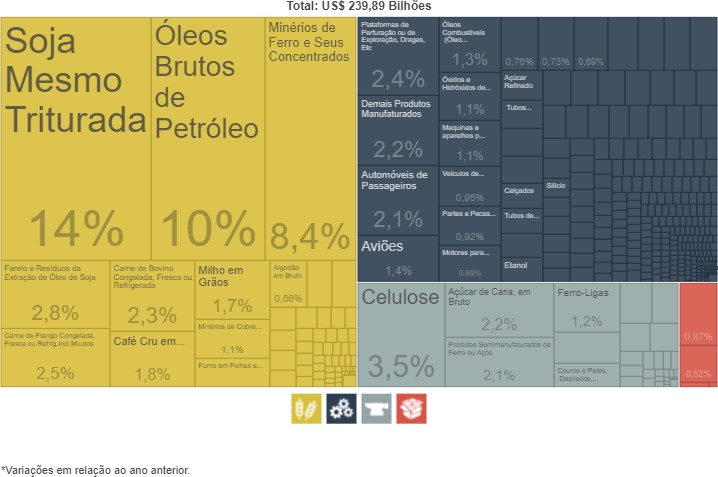 Total: US$ 239,89 Bilhões
Soja
Mesmo
Triturada
14%
Óleos
Brutos
de
Petróleo
10%
Minérios de
Ferro e Seus
Concentrados
8,4%
Farelo e Resíduos da
Extração de Óleo de Soja
2,8%
Carne de Frango Congelada,
Fresca ou Refrig.Incl.Miudos
2,5%
Carne de Bovino
Congelada, Fresca ou
Refrigerada
2,3%
Café Cru em...
1,8%
Milho em
Grãos
1,7%
Minérios de Cobre...
1,1%
Fumo em Folhas e...
Algodão
em Bruto
0,66%
Plataformas de
Perfuração ou de
Exploração, Dragas,
Etc
2,4%
Demais Produtos
Manufaturados
2,2%
Automóveis de
Passageiros
2,1%
Aviões
1,4%
Óleos
Combustíveis
(Óleo...
1,3%
Óxidos e
Hidróxidos de...
1,1%
Maquinas e
aparelhos p...
1,1%
Veículos de...
0,95%
Partes e Pecas...
0,92%
Motores para...
0,89%
0,76%
0,73%
0,69%
Açúcar
Refinado
Tubos...
Calçados
Silício
Tubos de...
Etanol
Celulose
3,5%
Açúcar de Cana, em
Bruto
2,2%
Produtos Semimanufaturados de
Ferro ou Aços
2,1%
Ferro-Ligas
1,2%
Couros e Peles,
Depilados,...
0,87%
0,52%
*Variações em relação ao ano anterior.